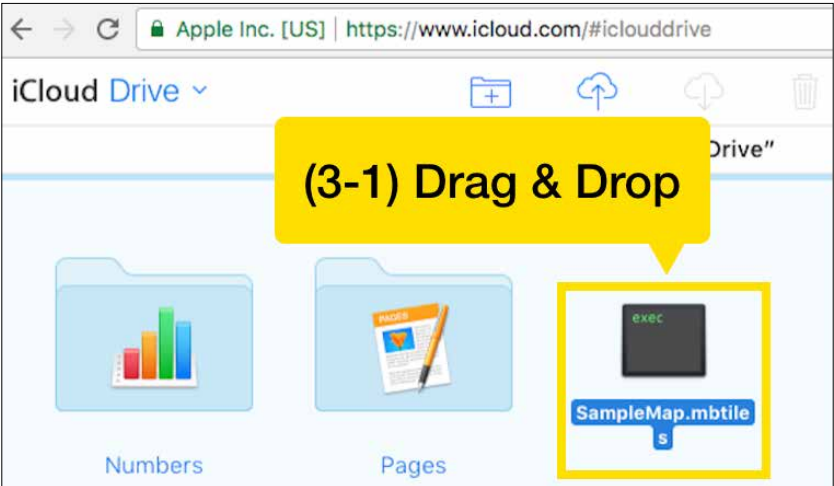 Apple Inc. [US] | https://www.icloud.com/#iclouddrive
iCloud Drive
Drive"
(3-1) Drag & Drop
PAGES
exec
SampleMap.mbtile
s
Numbers
Pages